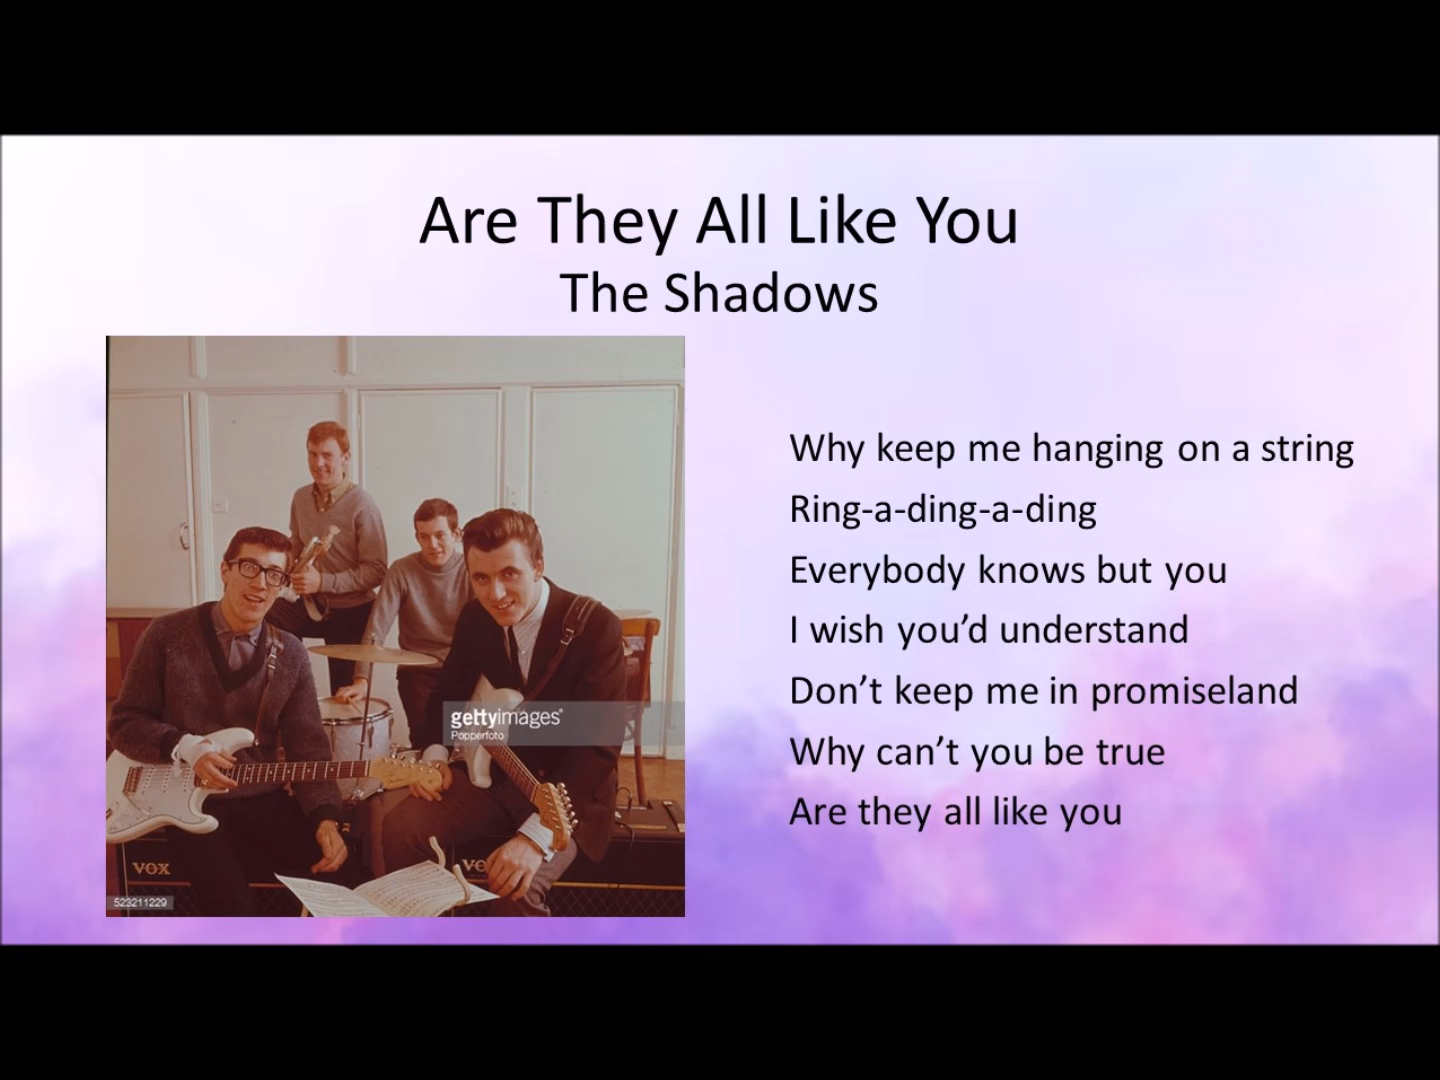 Are They All Like You
The Shadows
gettyimages®
Popperfoto
VOX
VO
523211229
Why keep me hanging on a string
Ring-a-ding-a-ding
Everybody knows but you
I wish you’d understand
Don’t keep me in promiseland
Why can’t you be true
Are they all like you